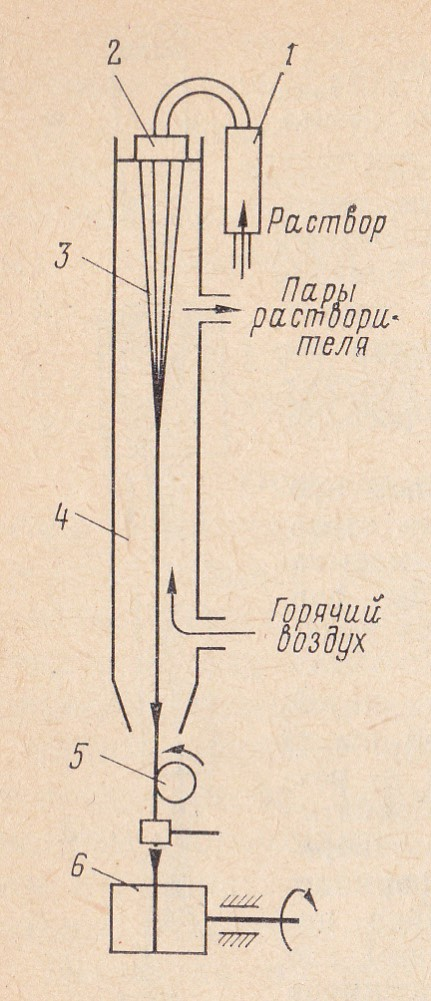 2
1
Раствор
3
Пары
раствори-
теля
4
Горячий
воздух
5
6